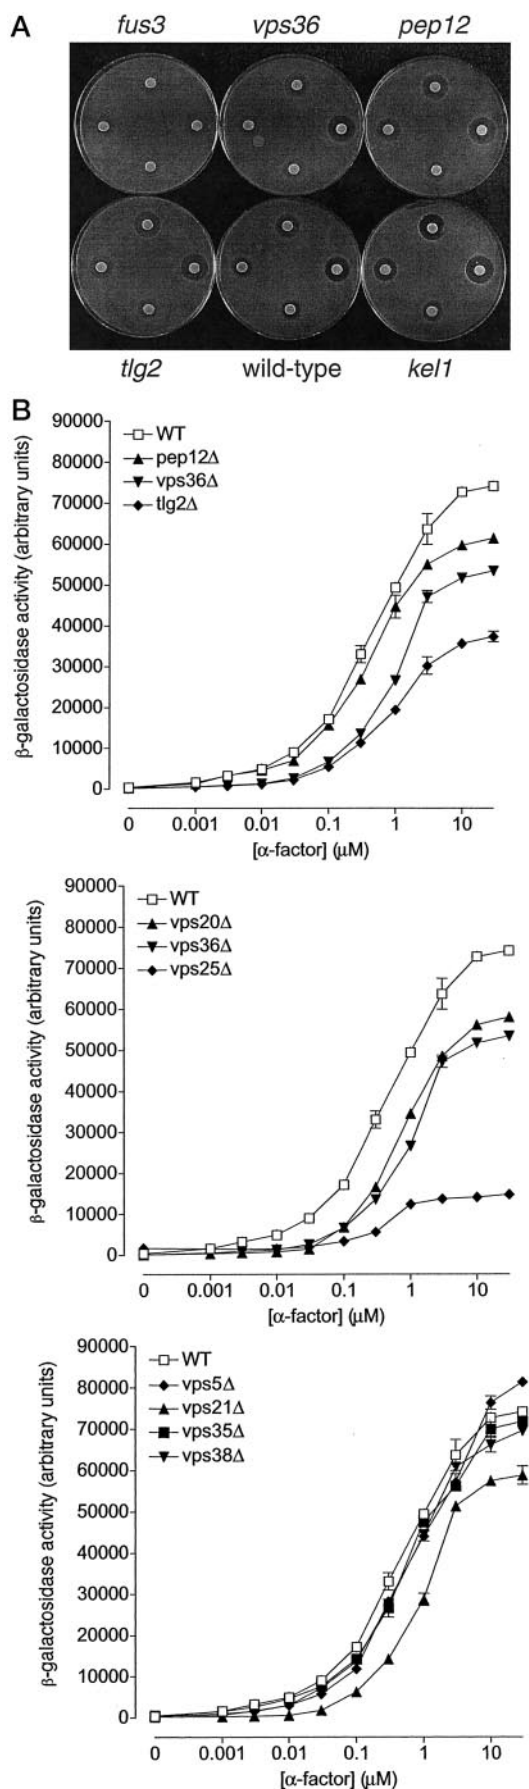 A
fus3 vps36 pep12
tlg2 wild-type kel1
B
90000
80000
70000
60000
50000
40000
30000
20000
10000
0
β-galactosidase activity (arbitrary units)
WT
pep12Δ
vps36Δ
tlg2Δ
0 0.001 0.01 0.1 1 10
[α-factor] (μM)
90000
80000
70000
60000
50000
40000
30000
20000
10000
0
β-galactosidase activity (arbitrary units)
WT
vps20Δ
vps36Δ
vps25Δ
0 0.001 0.01 0.1 1 10
[α-factor] (μM)
90000
80000
70000
60000
50000
40000
30000
20000
10000
0
β-galactosidase activity (arbitrary units)
WT
vps5Δ
vps21Δ
vps35Δ
vps38Δ
0 0.001 0.01 0.1 1 10
[α-factor] (μM)